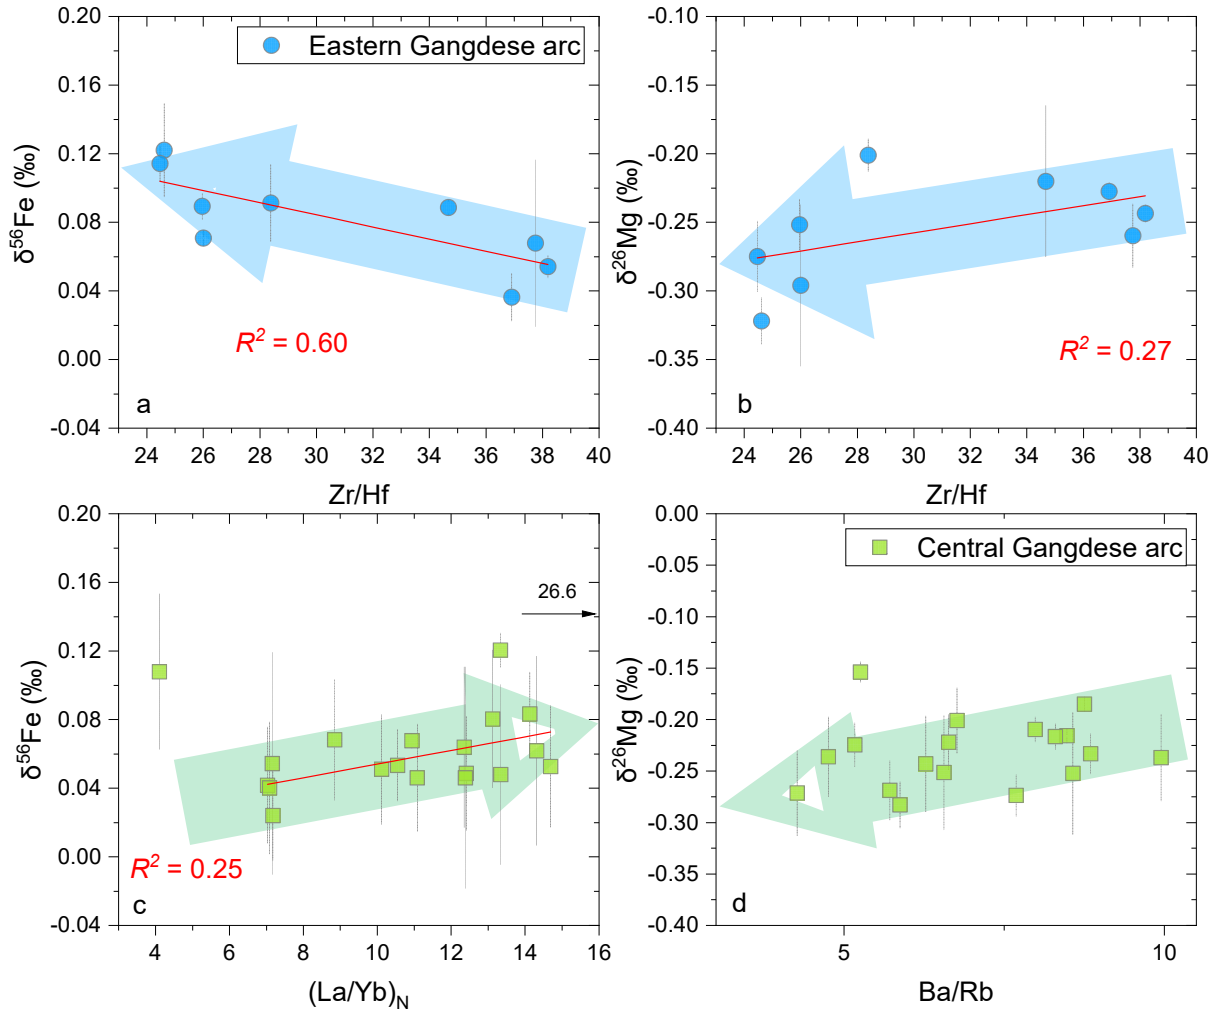 0.20
0.16
0.12
0.08
0.04
0.00
-0.04
δ⁵⁶Fe (‰)
Eastern Gangdese arc
R² = 0.60
a
24 26 28 30 32 34 36 38 40
Zr/Hf
-0.10
-0.15
-0.20
-0.25
-0.30
-0.35
-0.40
δ²⁶Mg (‰)
R² = 0.27
b
24 26 28 30 32 34 36 38 40
Zr/Hf
0.20
0.16
0.12
0.08
0.04
0.00
-0.04
δ⁵⁶Fe (‰)
26.6
R² = 0.25
c
4 6 8 10 12 14 16
(La/Yb)N
0.00
-0.05
-0.10
-0.15
-0.20
-0.25
-0.30
-0.35
-0.40
δ²⁶Mg (‰)
Central Gangdese arc
d
5 10
Ba/Rb